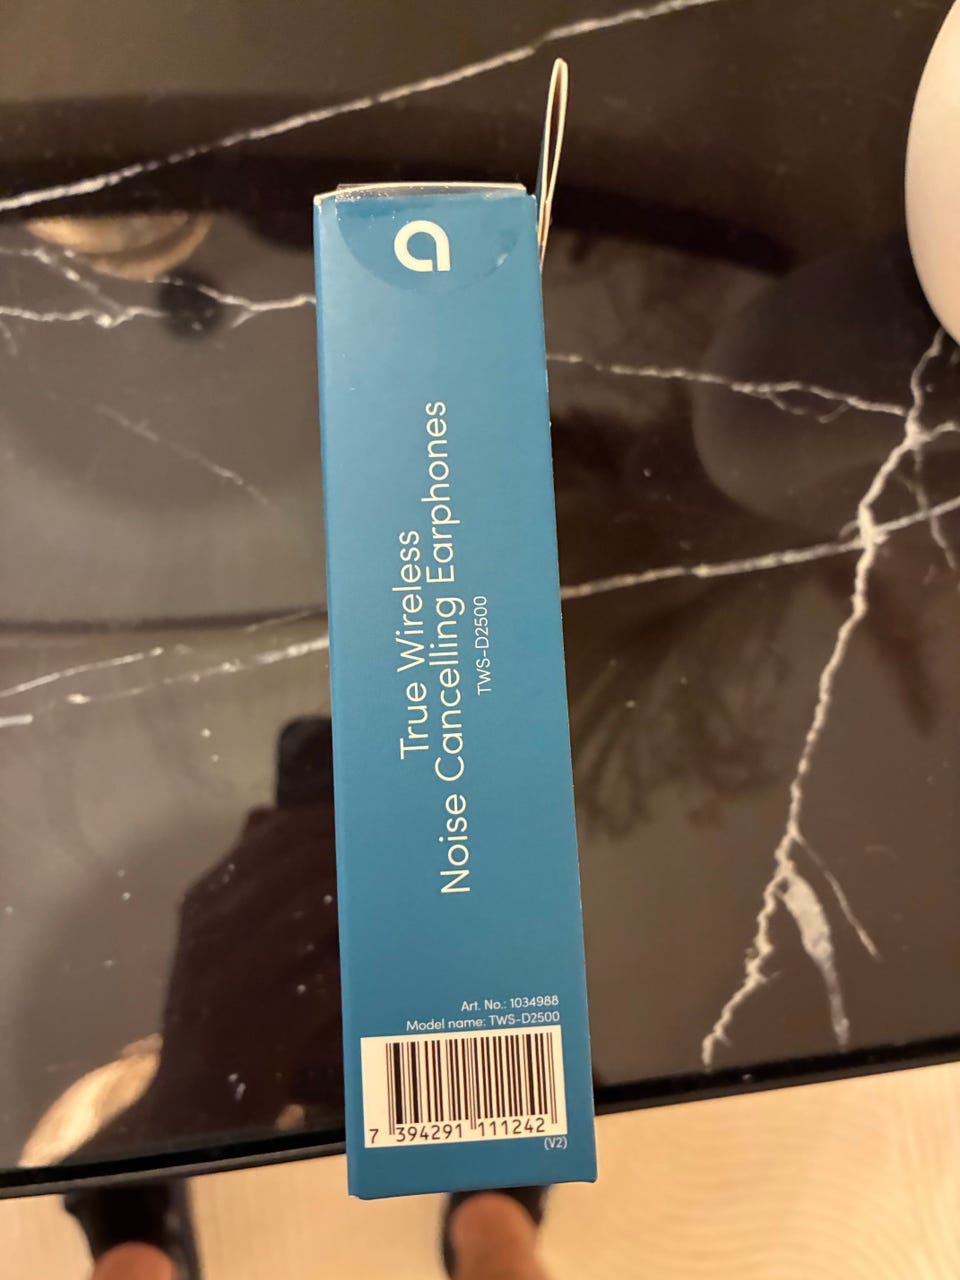 True Wireless
Noise Cancelling Earphones
TWS-D2500
Art. No.: 1034988
Model name: TWS-D2500
7 394291 111242
(V2)